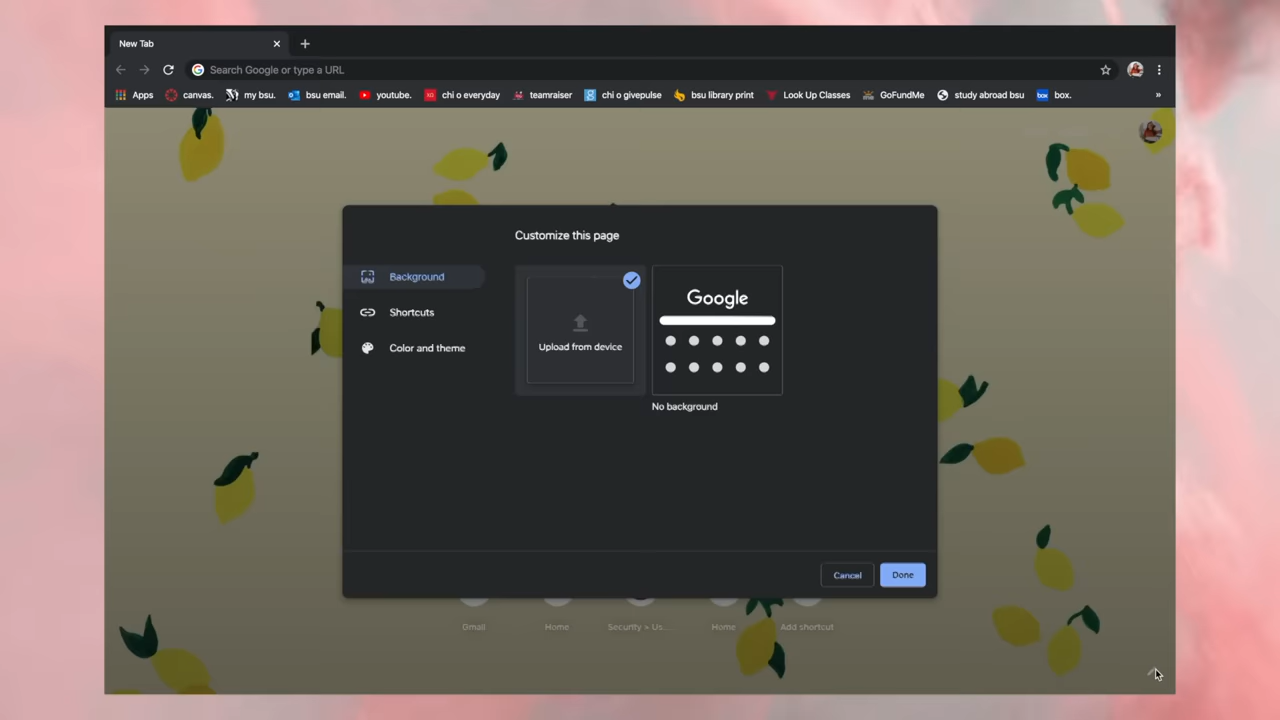 New Tab
Search Google or type a URL
Apps canvas. my bsu. bsu email. youtube. chi o everyday teamraiser chi o givepulse bsu library print Look Up Classes GoFundMe study abroad bsu box box. »
Customize this page
Background
Shortcuts
Color and theme
Upload from device
Google
No background
Cancel Done
Gmail Home Security > Us... Home Add shortcut